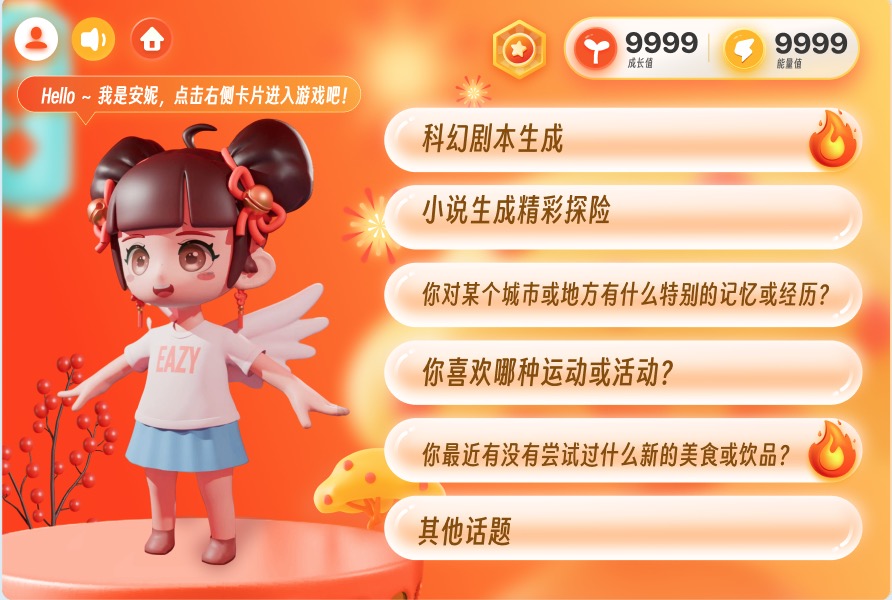 9999
成长值
9999
能量值
Hello ~ 我是安妮，点击右侧卡片进入游戏吧！
科幻剧本生成
小说生成精彩探险
你对某个城市或地方有什么特别的记忆或经历？
你喜欢哪种运动或活动？
你最近有没有尝试过什么新的美食或饮品？
其他话题
EAZY